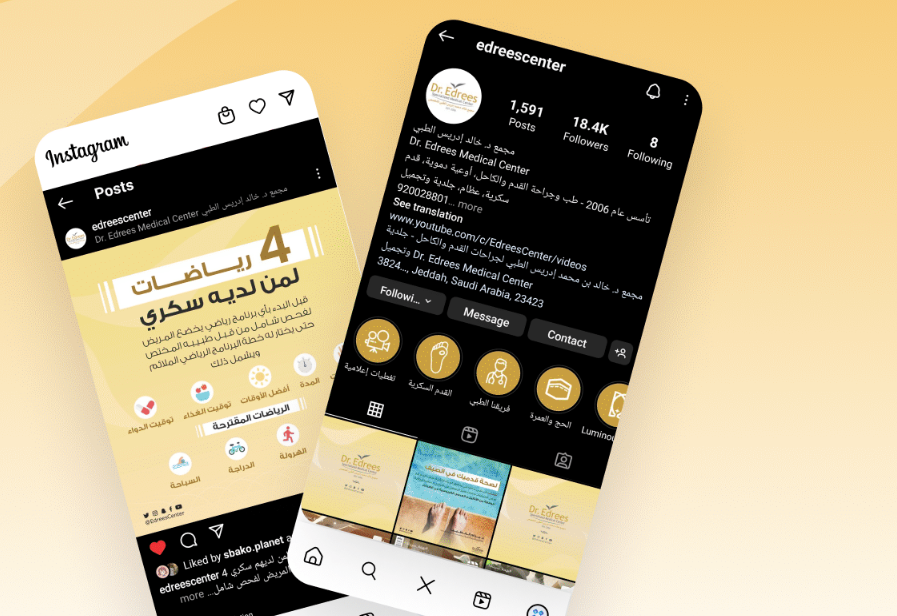 Instagram
Posts
edreescenter
Dr. Edrees Medical Center مجمع د. خالد إدريس الطبي
4 رياضات
لمن لديه سكري
قبل البدء بأي برنامج رياضي يخضع المريض
لفحص شامل من قبل طبيبه المختص
حتى يختار له خطة البرنامج الرياضي الملائم
ويشمل ذلك
توقيت الدواء
توقيت الغذاء
أفضل الأوقات
المدة
الرياضات المقترحة
السباحة
الدراجة
الهرولة
@EdreesCenter
Liked by sbako.planet a
edreescenter 4 من لديهم سكري
لمريض لفحص شامل... more
edreescenter
Dr. Edrees
1,591
Posts
18.4K
Followers
8
Following
مجمع د. خالد إدريس الطبي
Dr. Edrees Medical Center
تأسس عام 2006 - طب وجراحة القدم والكاحل، أوعية دموية، قدم
سكرية، عظام، جلدية وتجميل
920028801... more
See translation
www.youtube.com/c/EdreesCenter/videos
مجمع د. خالد بن محمد إدريس الطبي لجراحات القدم والكاحل - جلدية
وتجميل Dr. Edrees Medical Center
3824..., Jeddah, Saudi Arabia, 23423
Followi...
Message
Contact
تغطيات إعلامية
القدم السكرية
فريقنا الطبي
الحج والعمرة
Luminou
Dr. Edrees
لصحة قدميك في الصيف
Dr. Edrees